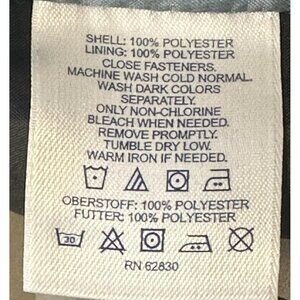 SHELL: 100% POLYESTER
LINING: 100% POLYESTER
CLOSE FASTENERS.
MACHINE WASH COLD NORMAL.
WASH DARK COLORS
SEPARATELY.
ONLY NON-CHLORINE
BLEACH WHEN NEEDED.
REMOVE PROMPTLY.
TUMBLE DRY LOW.
WARM IRON IF NEEDED.
OBERSTOFF: 100% POLYESTER
FUTTER: 100% POLYESTER
30
RN 62830